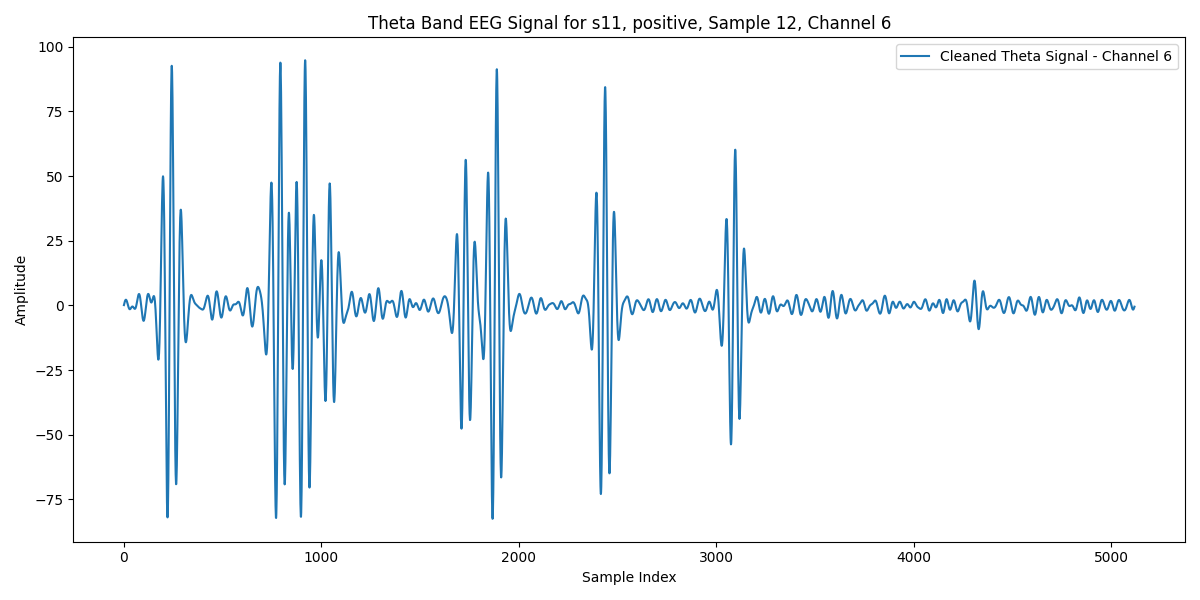 Theta Band EEG Signal for s11, positive, Sample 12, Channel 6
Cleaned Theta Signal - Channel 6
100
75
50
25
0
−25
−50
−75
Amplitude
0 1000 2000 3000 4000 5000
Sample Index